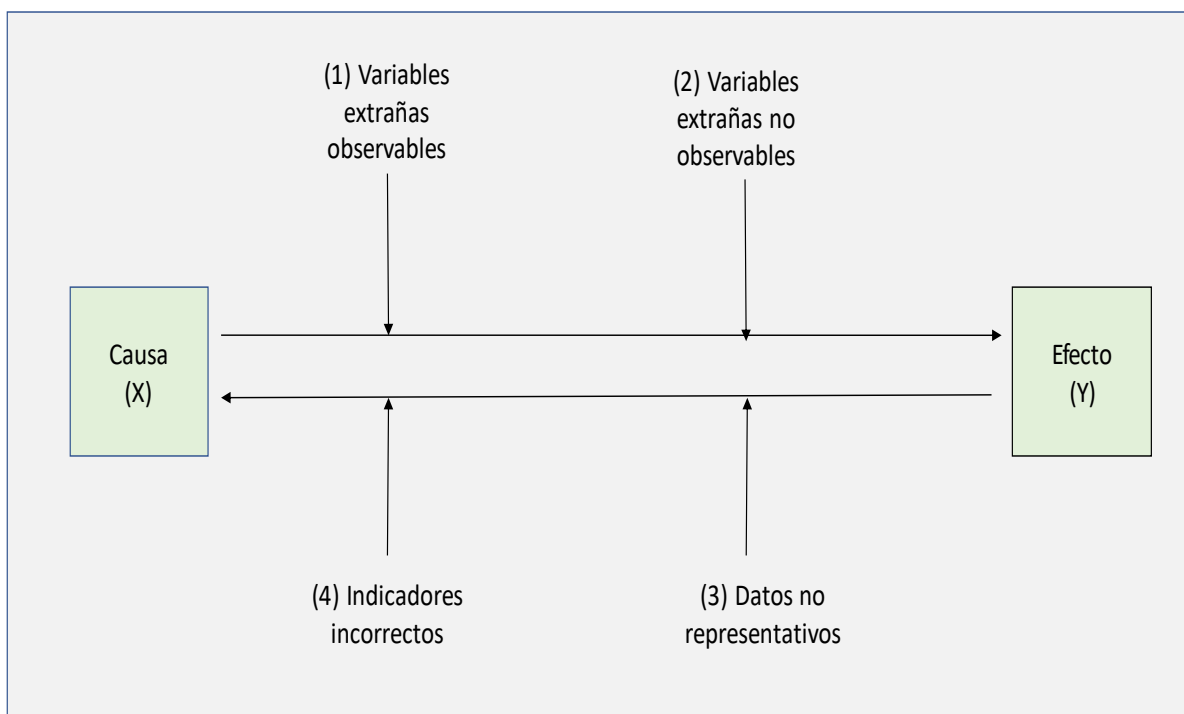 (1) Variables
extrañas
observables
(2) Variables
extrañas no
observables
Causa
(X)
Efecto
(Y)
(4) Indicadores
incorrectos
(3) Datos no
representativos